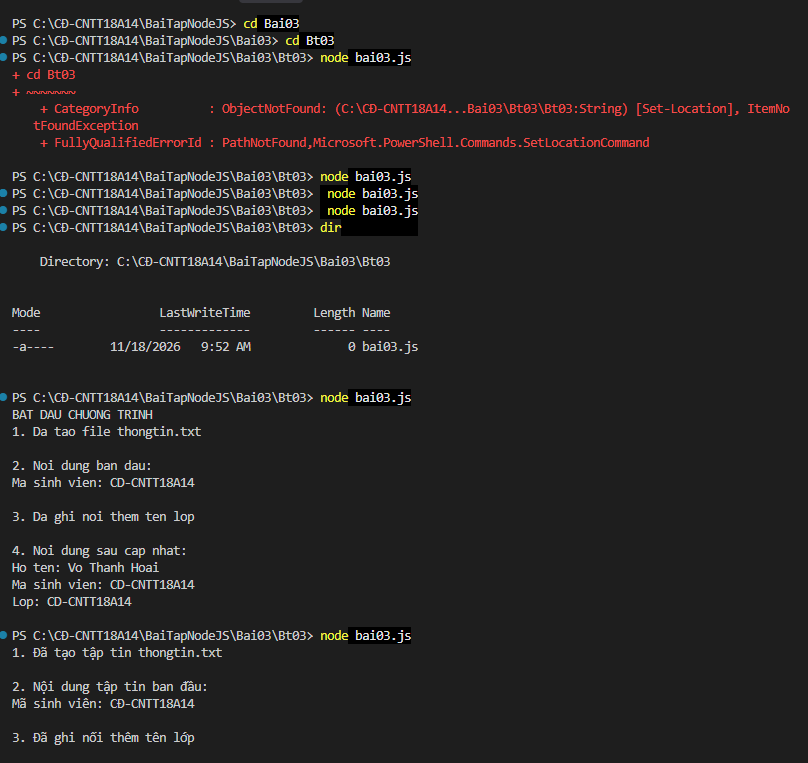 PS C:\CĐ-CNTT18A14\BaiTapNodeJS> cd Bai03
PS C:\CĐ-CNTT18A14\BaiTapNodeJS\Bai03> cd Bt03
PS C:\CĐ-CNTT18A14\BaiTapNodeJS\Bai03\Bt03> node bai03.js
+ cd Bt03
+ ~~~~~~~
+ CategoryInfo : ObjectNotFound: (C:\CĐ-CNTT18A14...Bai03\Bt03\Bt03:String) [Set-Location], ItemNo
tFoundException
+ FullyQualifiedErrorId : PathNotFound,Microsoft.PowerShell.Commands.SetLocationCommand
PS C:\CĐ-CNTT18A14\BaiTapNodeJS\Bai03\Bt03> node bai03.js
PS C:\CĐ-CNTT18A14\BaiTapNodeJS\Bai03\Bt03> node bai03.js
PS C:\CĐ-CNTT18A14\BaiTapNodeJS\Bai03\Bt03> node bai03.js
PS C:\CĐ-CNTT18A14\BaiTapNodeJS\Bai03\Bt03> dir
Directory: C:\CĐ-CNTT18A14\BaiTapNodeJS\Bai03\Bt03
Mode LastWriteTime Length Name
---- ------------- ------ ----
-a---- 11/18/2026 9:52 AM 0 bai03.js
PS C:\CĐ-CNTT18A14\BaiTapNodeJS\Bai03\Bt03> node bai03.js
BAT DAU CHUONG TRINH
1. Da tao file thongtin.txt
2. Noi dung ban dau:
Ma sinh vien: CD-CNTT18A14
3. Da ghi noi them ten lop
4. Noi dung sau cap nhat:
Ho ten: Vo Thanh Hoai
Ma sinh vien: CD-CNTT18A14
Lop: CD-CNTT18A14
PS C:\CĐ-CNTT18A14\BaiTapNodeJS\Bai03\Bt03> node bai03.js
1. Đã tạo tập tin thongtin.txt
2. Nội dung tập tin ban đầu:
Mã sinh viên: CĐ-CNTT18A14
3. Đã ghi nối thêm tên lớp